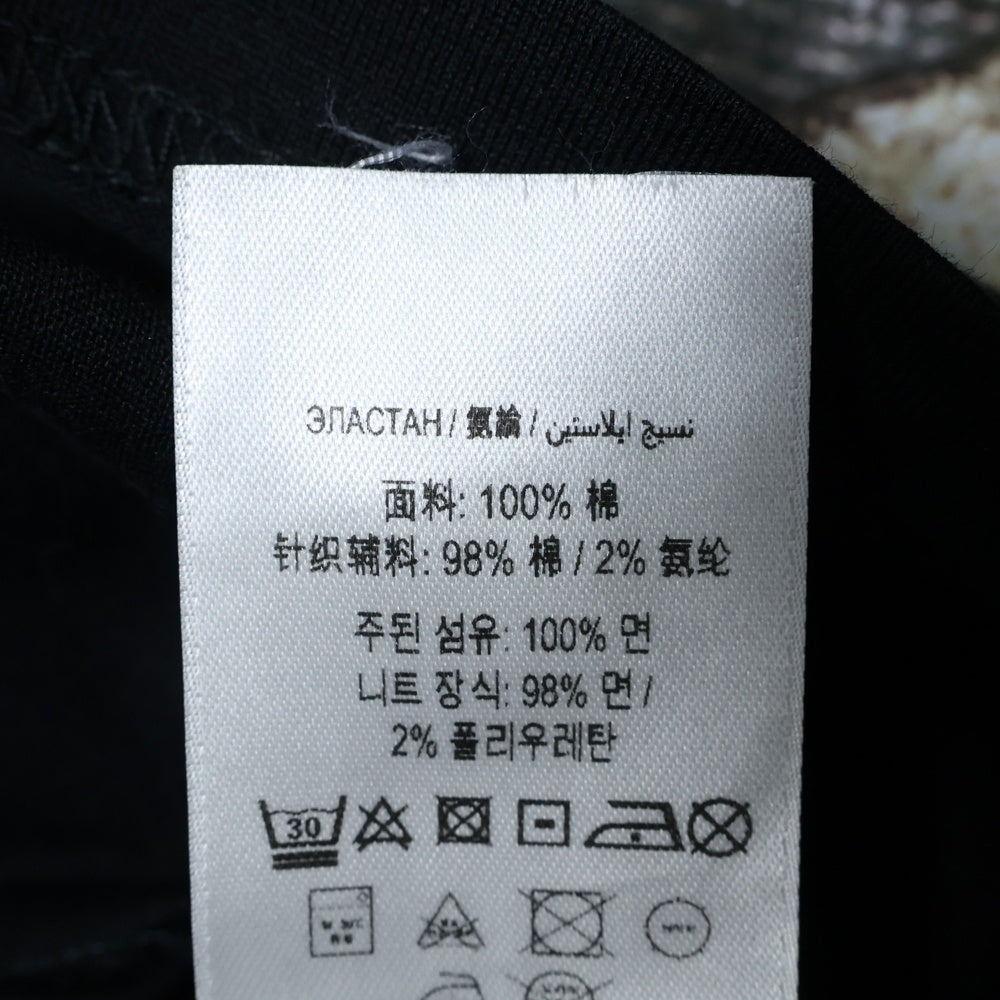 ЭЛАСТАН / 氨綸 / نسيج ايلاستين
面料: 100% 棉
针织辅料: 98% 棉 / 2% 氨纶
주된 섬유: 100% 면
니트 장식: 98% 면 /
2% 폴리우레탄
30